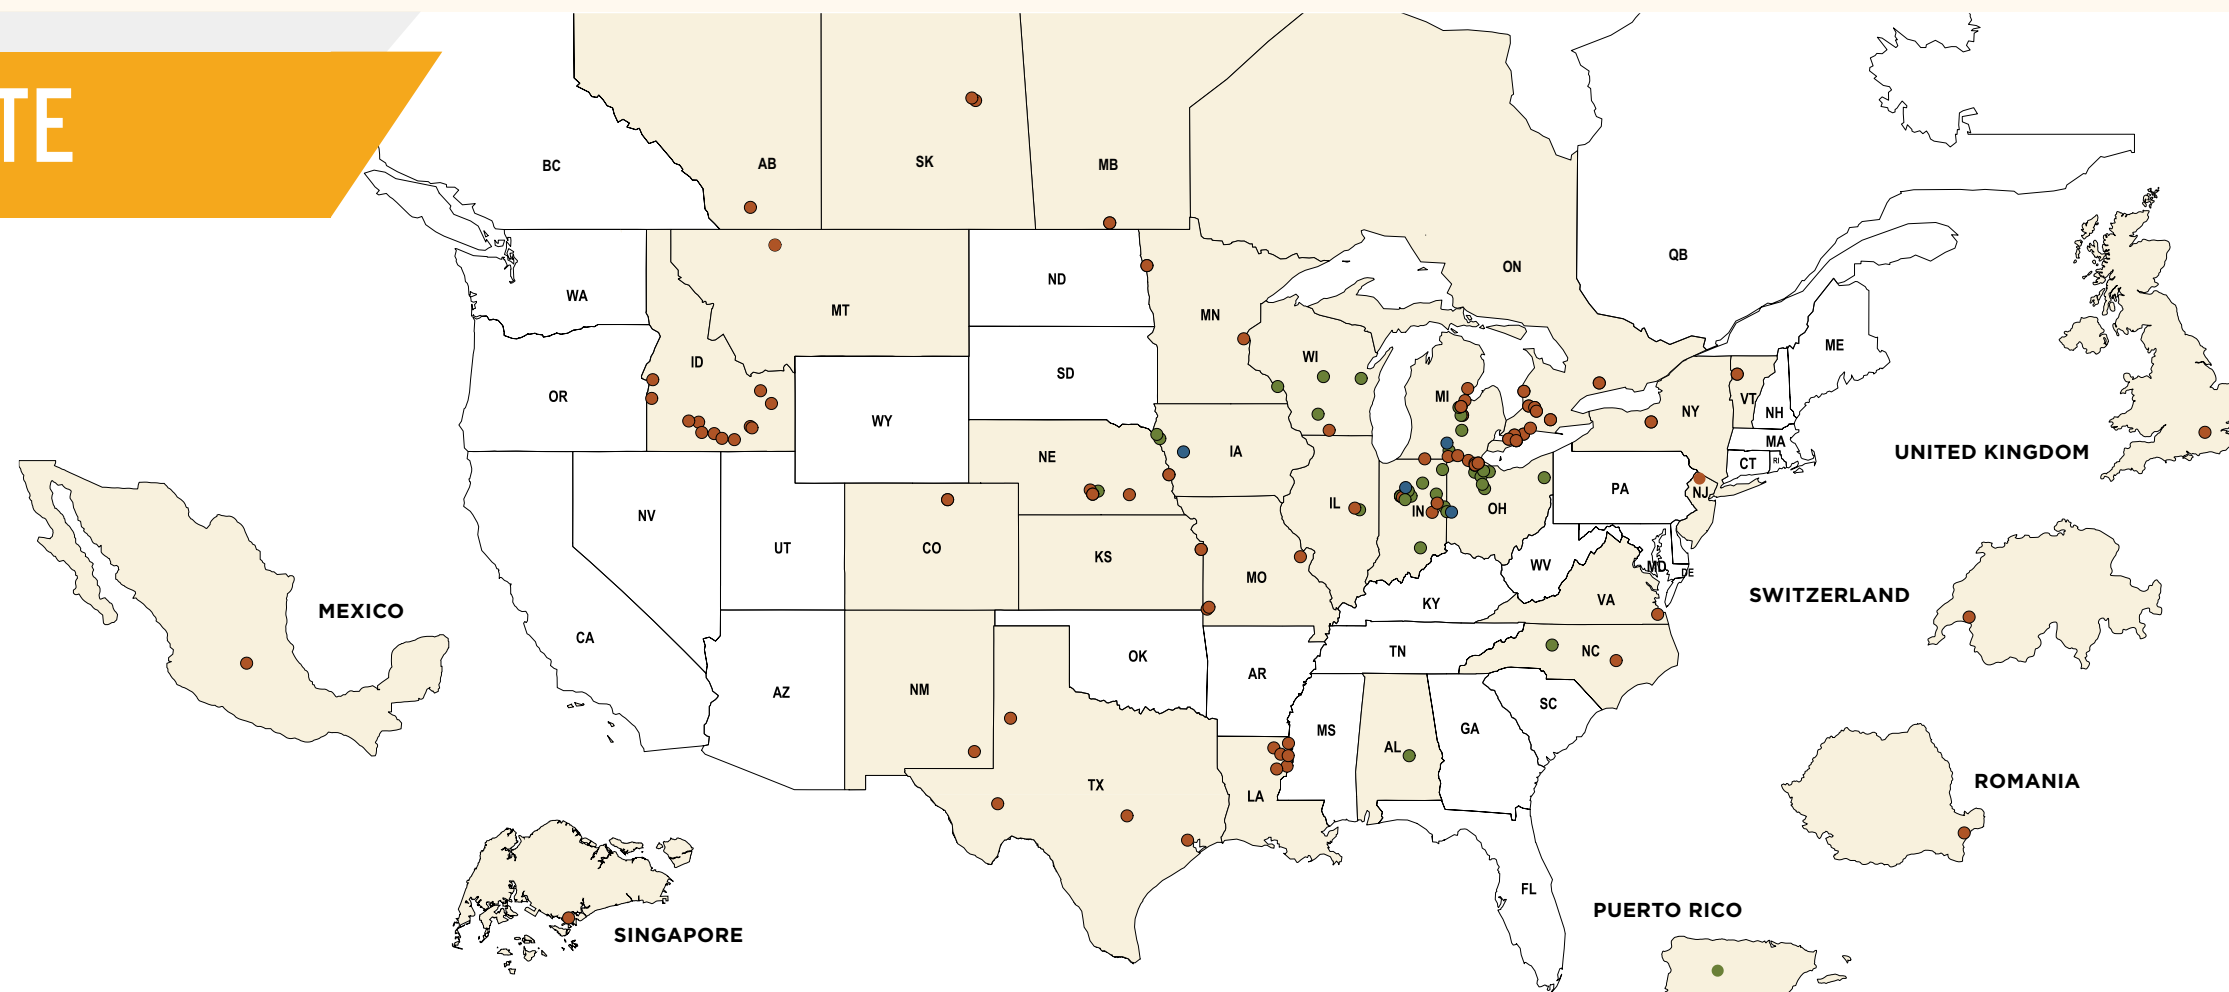 TE
BC
AB
SK
MB
ON
QB
WA
MT
ND
MN
ID
OR
SD
WI
MI
ME
NY
VT
NH
WY
NE
IA
MA
CT
RI
UNITED KINGDOM
PA
NJ
NV
UT
CO
KS
IL
IN
OH
MO
WV
MD
DE
SWITZERLAND
MEXICO
CA
KY
VA
AZ
NM
OK
AR
TN
NC
SC
MS
AL
GA
TX
LA
ROMANIA
FL
PUERTO RICO
SINGAPORE